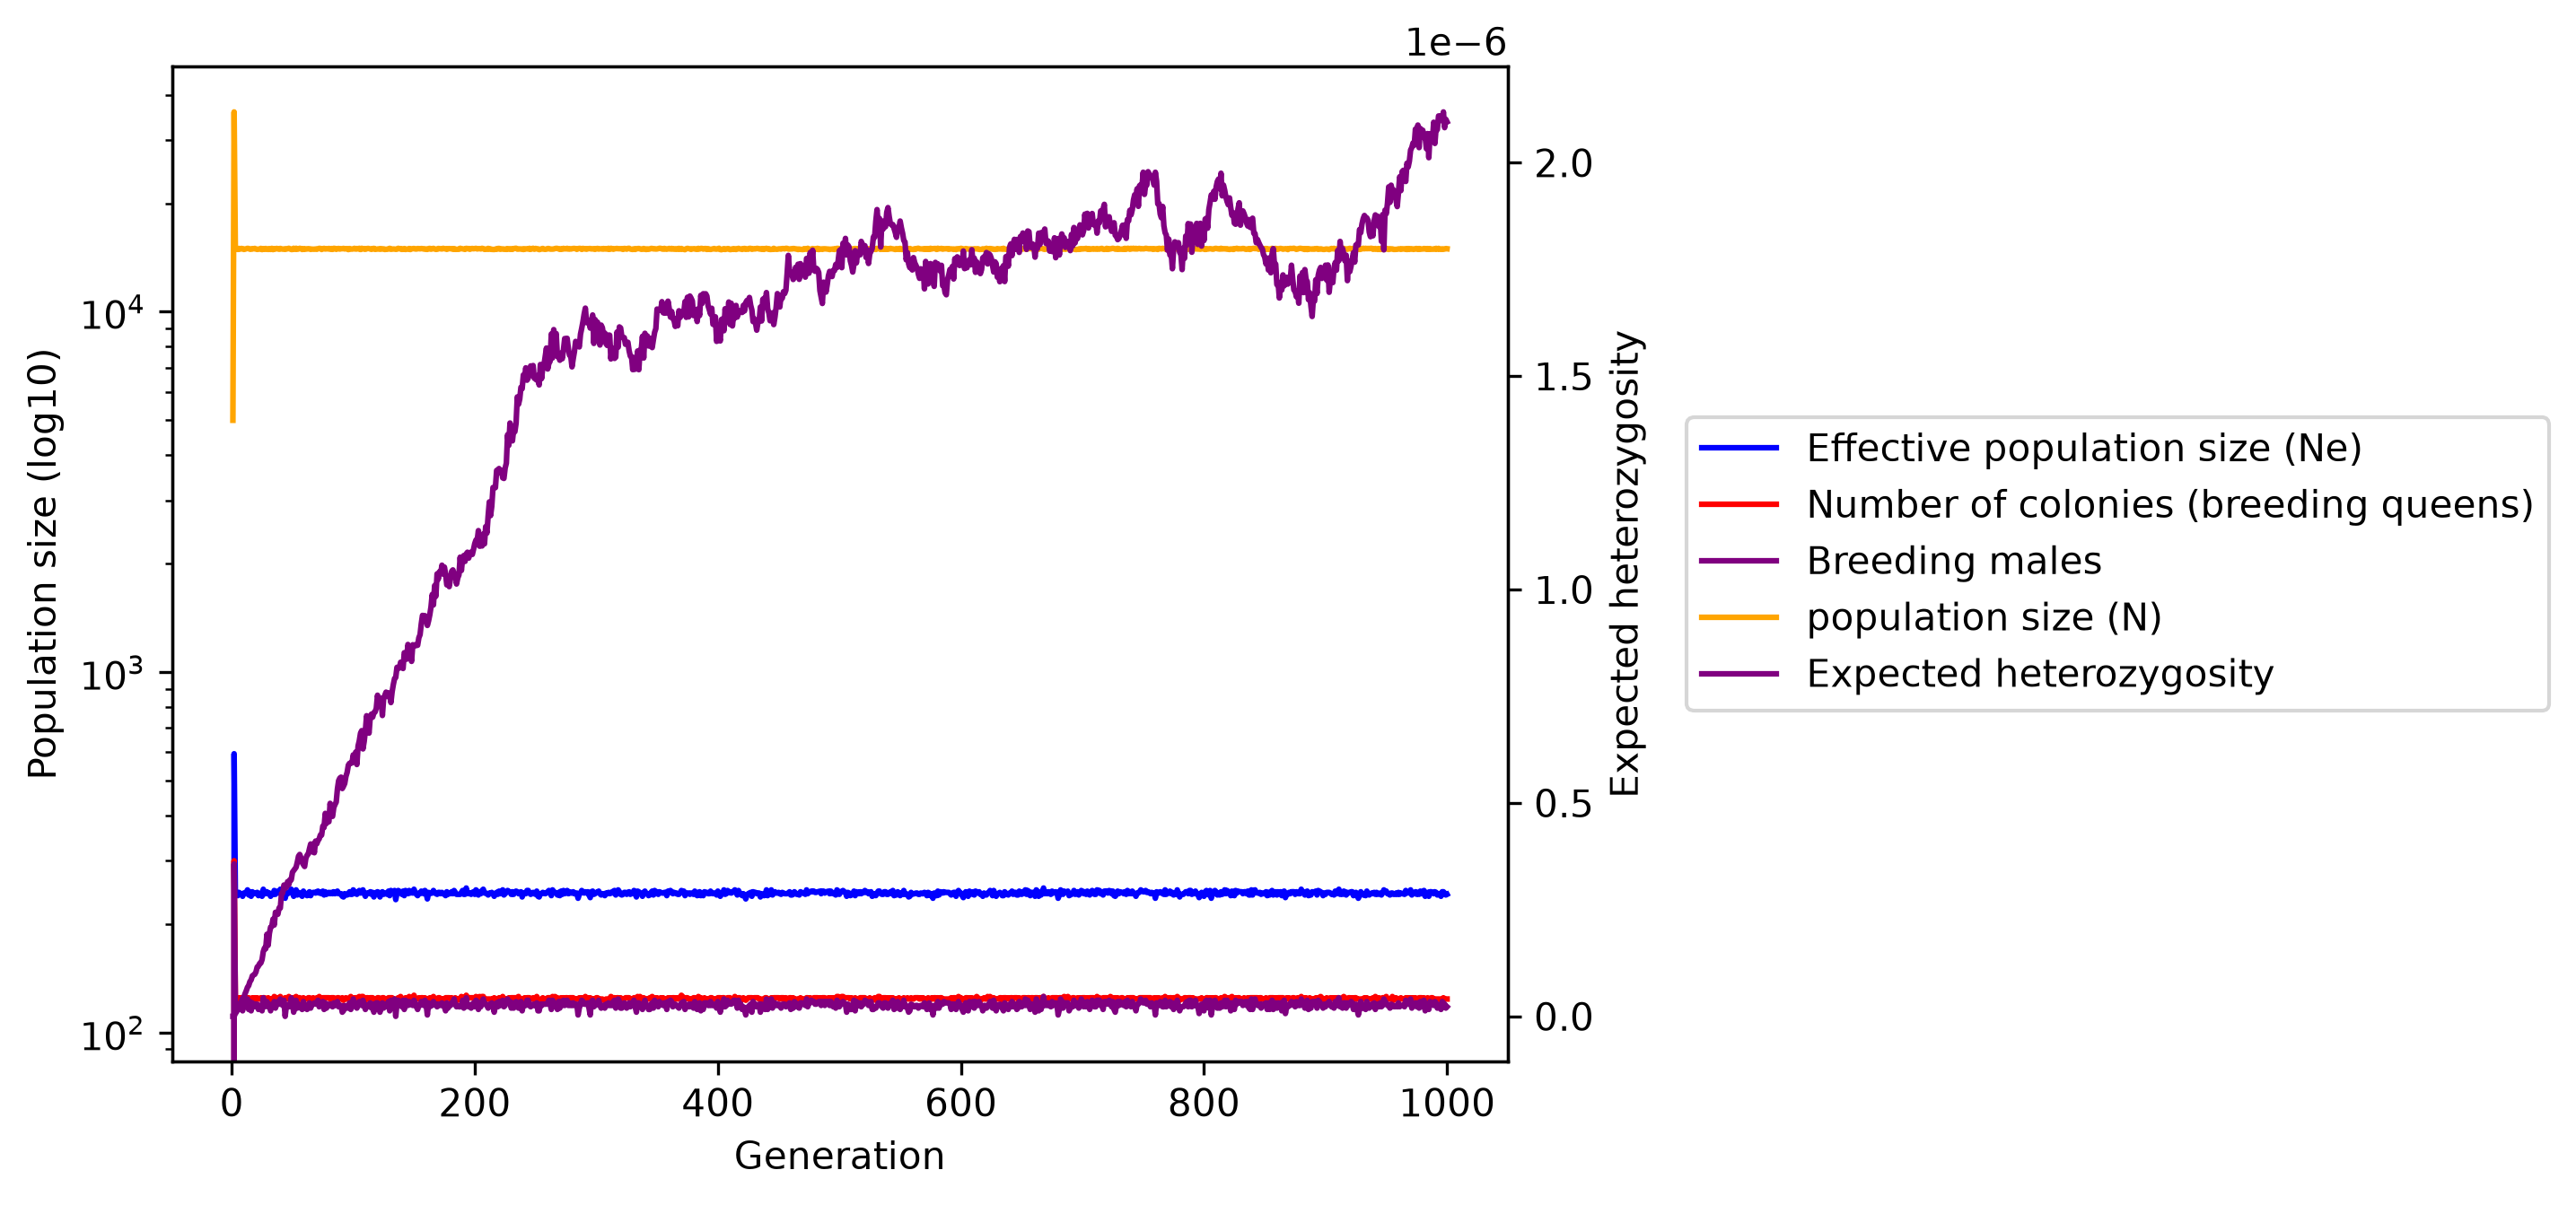 1e−6
Population size (log10)
10⁴
10³
10²
2.0
1.5
1.0
0.5
0.0
Expected heterozygosity
0 200 400 600 800 1000
Generation
Effective population size (Ne)
Number of colonies (breeding queens)
Breeding males
population size (N)
Expected heterozygosity